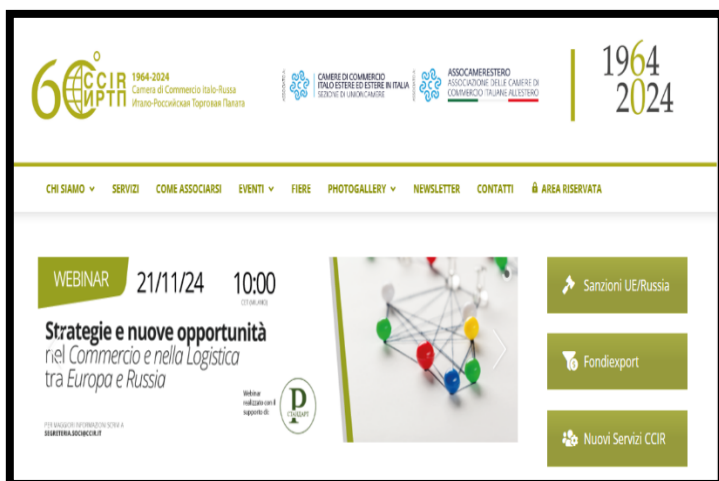 60°
CCIR
ИРТП
1964-2024
Camera di Commercio Italo-Russa
Итало-Российская Торговая Палата
CAMERE DI COMMERCIO
ITALO ESTERE ED ESTERE IN ITALIA
SEZIONE DI UNIONCAMERE
ASSOCAMERESTERO
ASSOCIAZIONE DELLE CAMERE DI
COMMERCIO ITALIANE ALL'ESTERO
1964
2024
CHI SIAMO SERVIZI COME ASSOCIARSI EVENTI FIERE PHOTOGALLERY NEWSLETTER CONTATTI AREA RISERVATA
WEBINAR 21/11/24 10:00
CET (MILANO)
Strategie e nuove opportunità
nel Commercio e nella Logistica
tra Europa e Russia
Webinar
realizzato con il
supporto di:
P
PER MAGGIORI INFORMAZIONI SCRIVI A
SEGRETERIA.SOCI@CCIR.IT
Sanzioni UE/Russia
Fondiexport
Nuovi Servizi CCIR